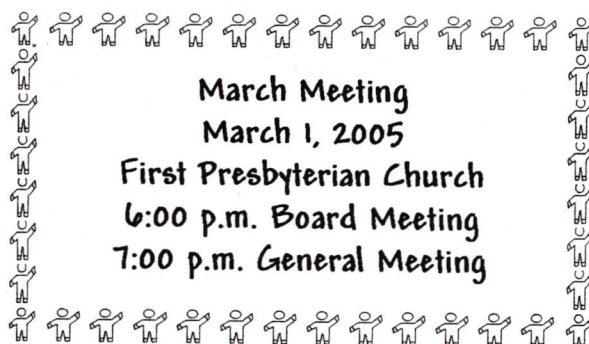 March Meeting
March 1, 2005
First Presbyterian Church
6:00 p.m. Board Meeting
7:00 p.m. General Meeting